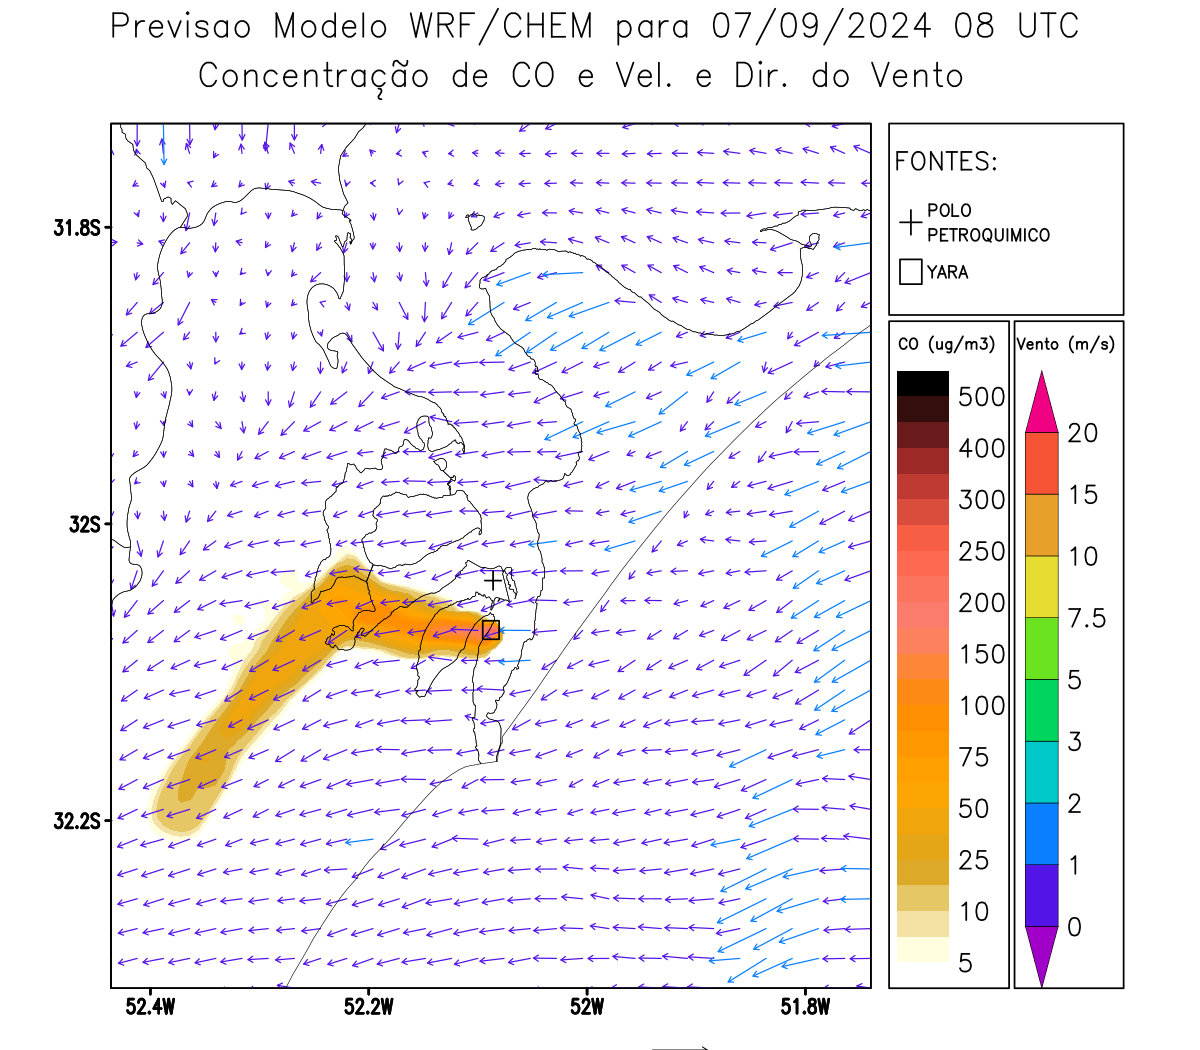 Previsao Modelo WRF/CHEM para 07/09/2024 08 UTC
Concentração de CO e Vel. e Dir. do Vento
FONTES:
POLO
PETROQUIMICO
YARA
CO (ug/m3)
500
400
300
250
200
150
100
75
50
25
10
5
Vento (m/s)
20
15
10
7.5
5
3
2
1
0
31.8S
32S
32.2S
52.4W
52.2W
52W
51.8W